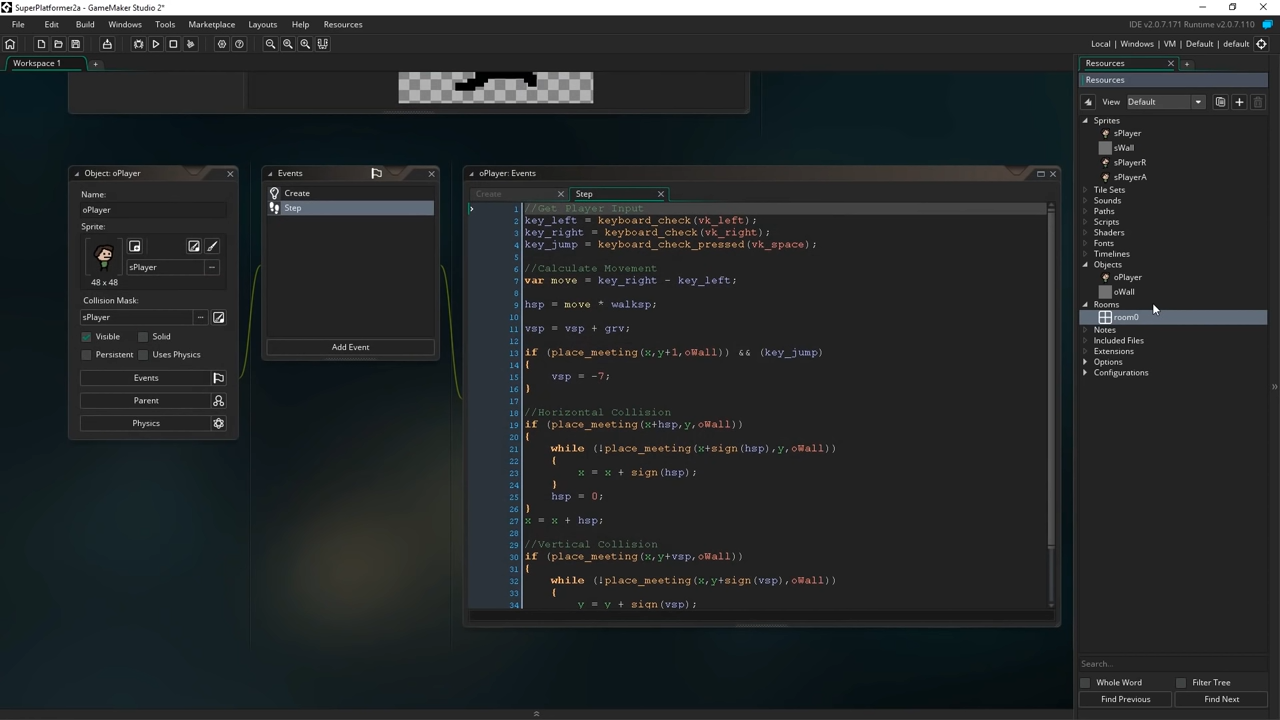 SuperPlatformer2a - GameMaker Studio 2*
File Edit Build Windows Tools Marketplace Layouts Help Resources
IDE v2.0.7.171 Runtime v2.0.7.110
Local | Windows | VM | Default | default
Workspace 1
Resources
Resources
View Default
Sprites
sPlayer
sWall
sPlayerR
sPlayerA
Tile Sets
Sounds
Paths
Scripts
Shaders
Fonts
Timelines
Objects
oPlayer
oWall
Rooms
room0
Notes
Included Files
Extensions
Options
Configurations
Search...
Whole Word
Filter Tree
Find Previous
Find Next
Object: oPlayer
Name:
oPlayer
Sprite:
sPlayer
48 x 48
Collision Mask:
sPlayer
Visible Solid
Persistent Uses Physics
Events
Parent
Physics
Events
Create
Step
Add Event
oPlayer: Events
Create Step
1 //Get Player Input
2 key_left = keyboard_check(vk_left);
3 key_right = keyboard_check(vk_right);
4 key_jump = keyboard_check_pressed(vk_space);
5
6 //Calculate Movement
7 var move = key_right - key_left;
8
9 hsp = move * walksp;
10
11 vsp = vsp + grv;
12
13 if (place_meeting(x,y+1,oWall)) && (key_jump)
14 {
15 vsp = -7;
16 }
17
18 //Horizontal Collision
19 if (place_meeting(x+hsp,y,oWall))
20 {
21 while (!place_meeting(x+sign(hsp),y,oWall))
22 {
23 x = x + sign(hsp);
24 }
25 hsp = 0;
26 }
27 x = x + hsp;
28
29 //Vertical Collision
30 if (place_meeting(x,y+vsp,oWall))
31 {
32 while (!place_meeting(x,y+sign(vsp),oWall))
33 {
34 y = y + sign(vsp);